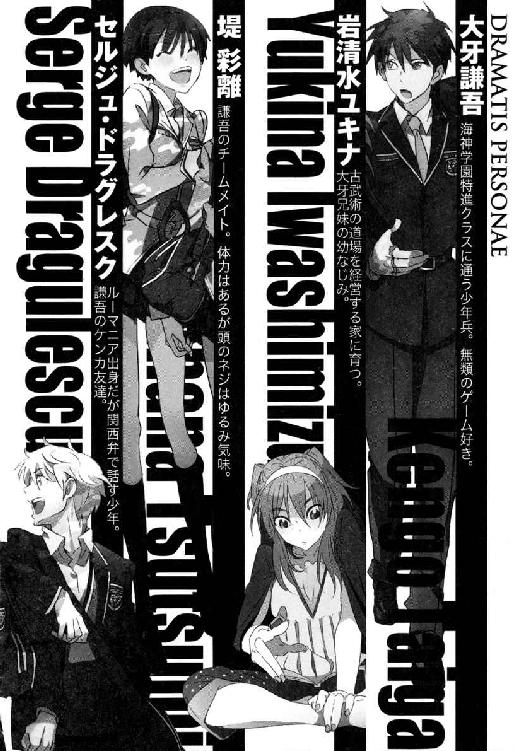 DRAMATIS PERSONAE
大牙謙吾
海神学園特進クラスに通う少年兵。無類のゲーム好き。
Kengo Taiga
岩清水ユキナ
古武術の道場を経営する家に育つ。
大牙兄妹の幼なじみ。
Yukina Iwashimizu
堤 彩離
謙吾のチームメイト。体力はあるが頭のネジはゆるみ気味。
Tsutsumi
セルジュ・ドラグレスク
ルーマニア出身だが関西弁で話す少年。
謙吾のケンカ友達。
Serge Dragulescu